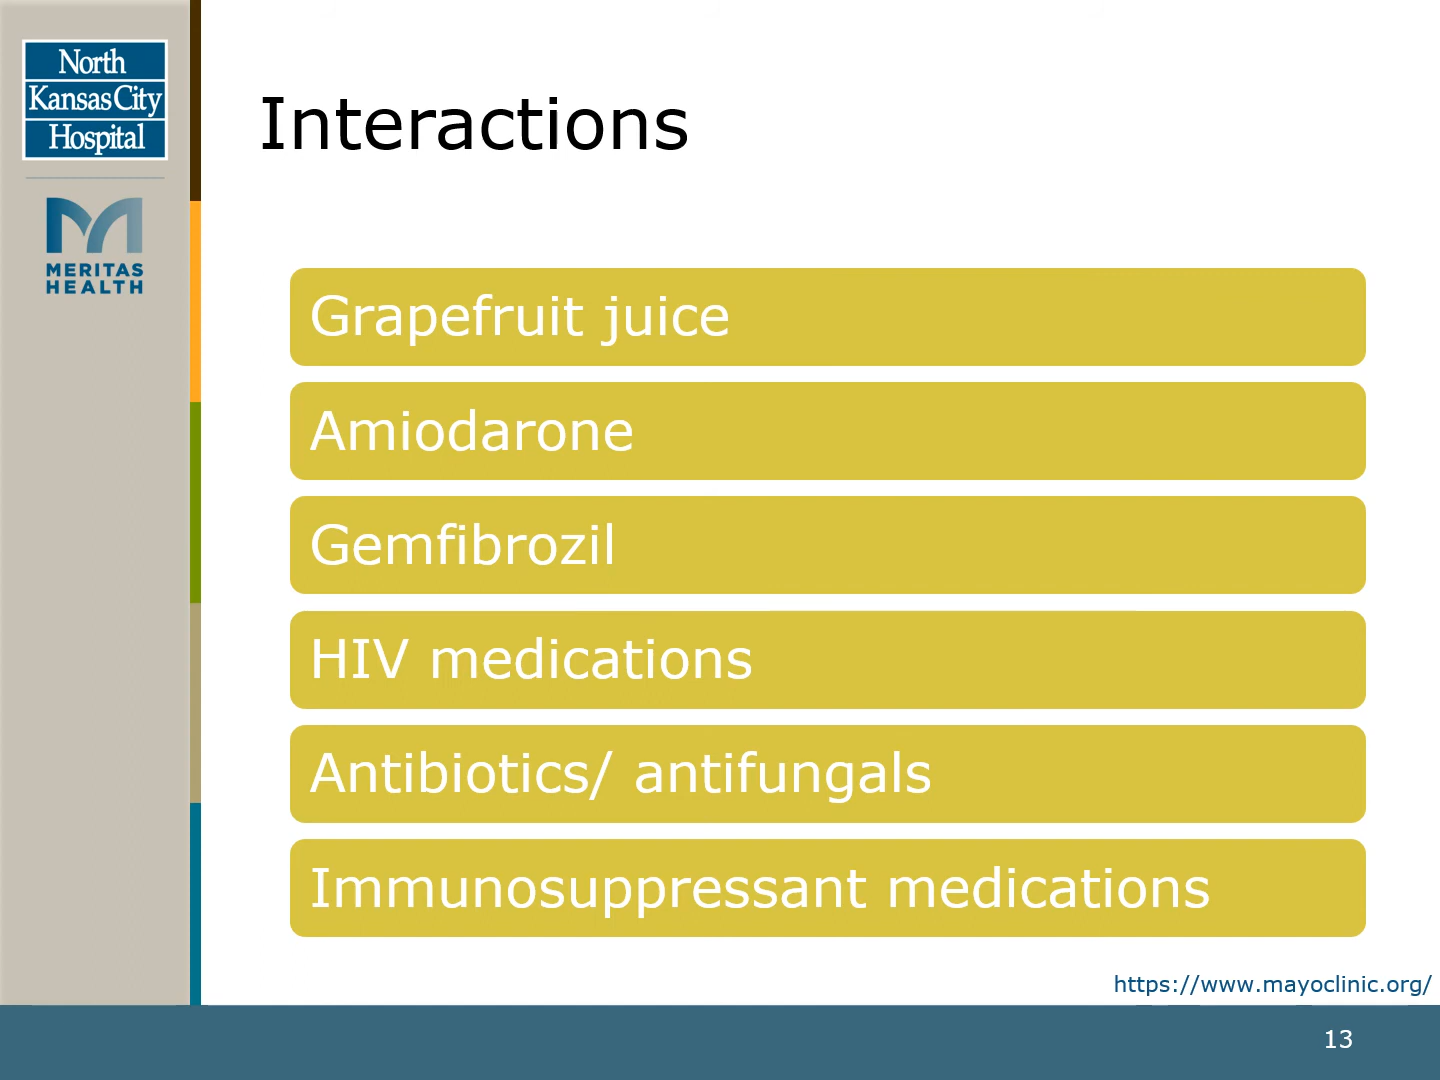 North
Kansas City
Hospital
MERITAS
HEALTH
Interactions
Grapefruit juice
Amiodarone
Gemfibrozil
HIV medications
Antibiotics/ antifungals
Immunosuppressant medications
https://www.mayoclinic.org/
13